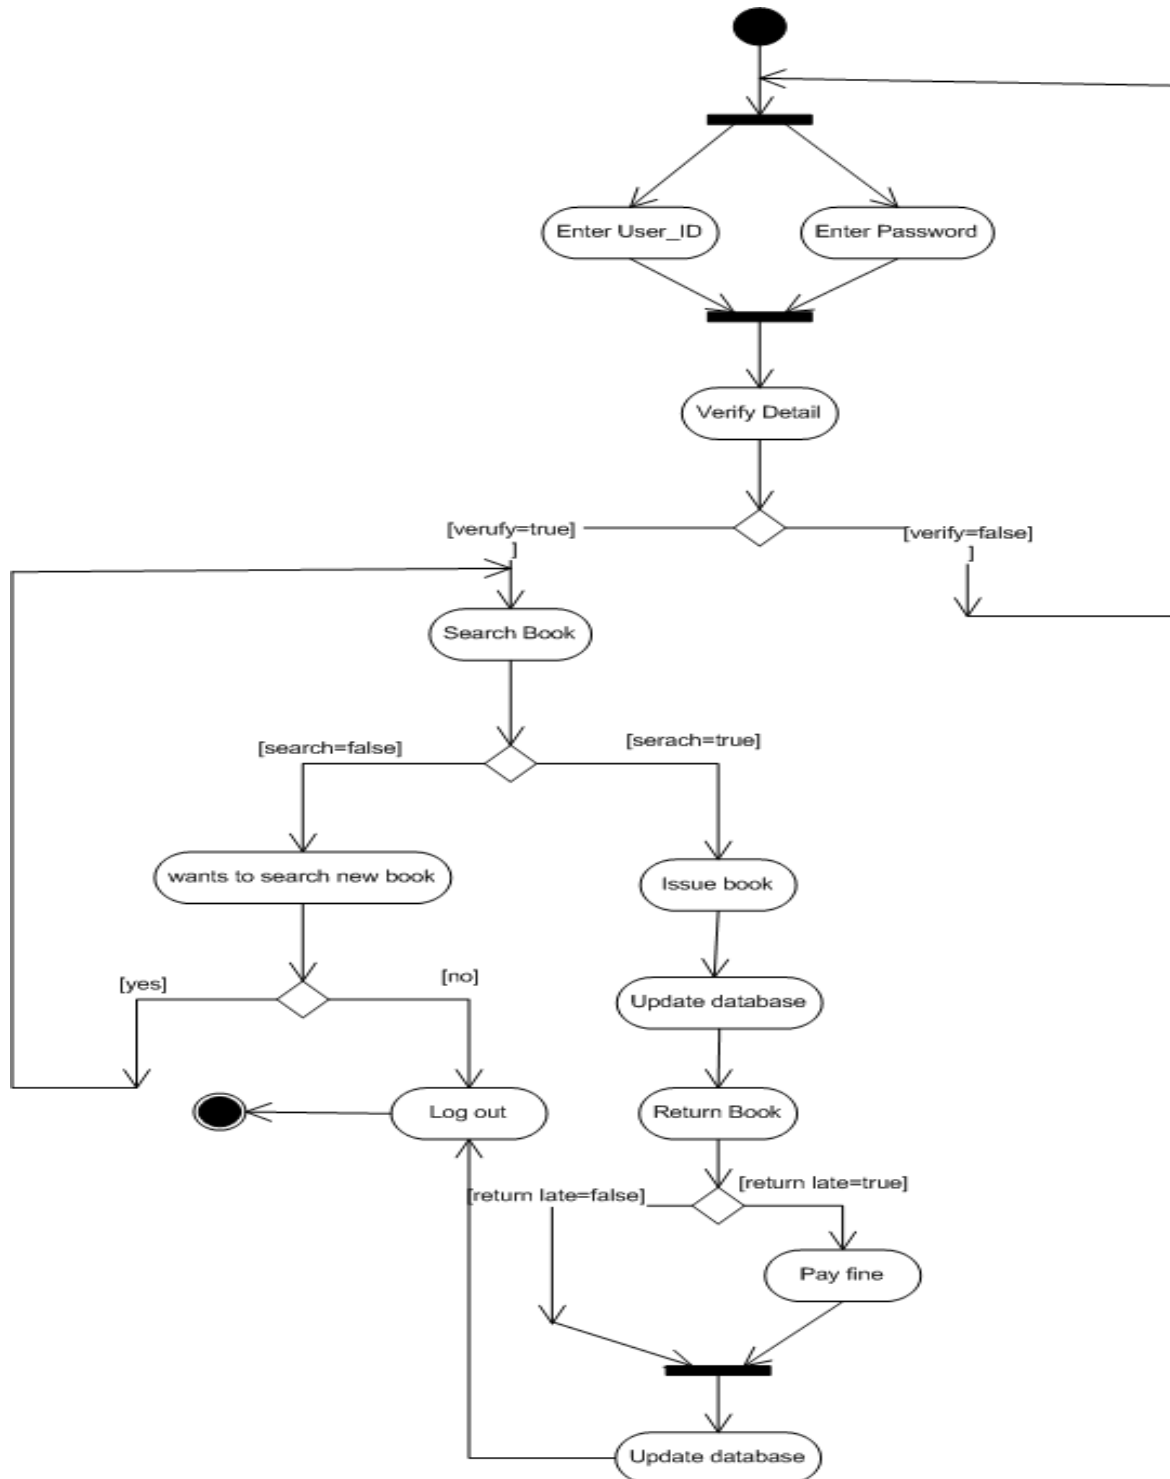 Enter User_ID
Enter Password
Verify Detail
[verufy=true]
]
[verify=false]
]
Search Book
[search=false]
[serach=true]
wants to search new book
Issue book
[yes]
[no]
Update database
Log out
Return Book
[return late=false]
[return late=true]
Pay fine
Update database